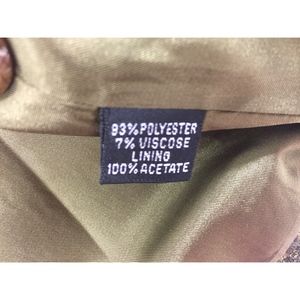 93% POLYESTER
7% VISCOSE
LINING
100% ACETATE